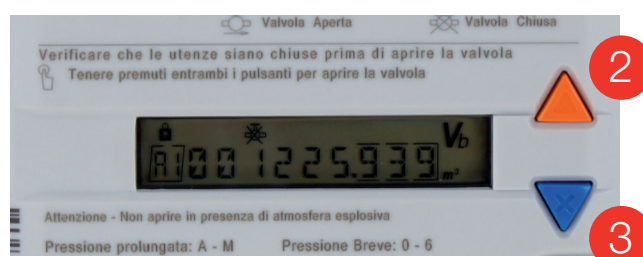 Valvola Aperta Valvola Chiusa
Verificare che le utenze siano chiuse prima di aprire la valvola
Tenere premuti entrambi i pulsanti per aprire la valvola
2
Vb
A1 001225.939 m³
3
Attenzione - Non aprire in presenza di atmosfera esplosiva
Pressione prolungata: A - M Pressione Breve: 0 - 6